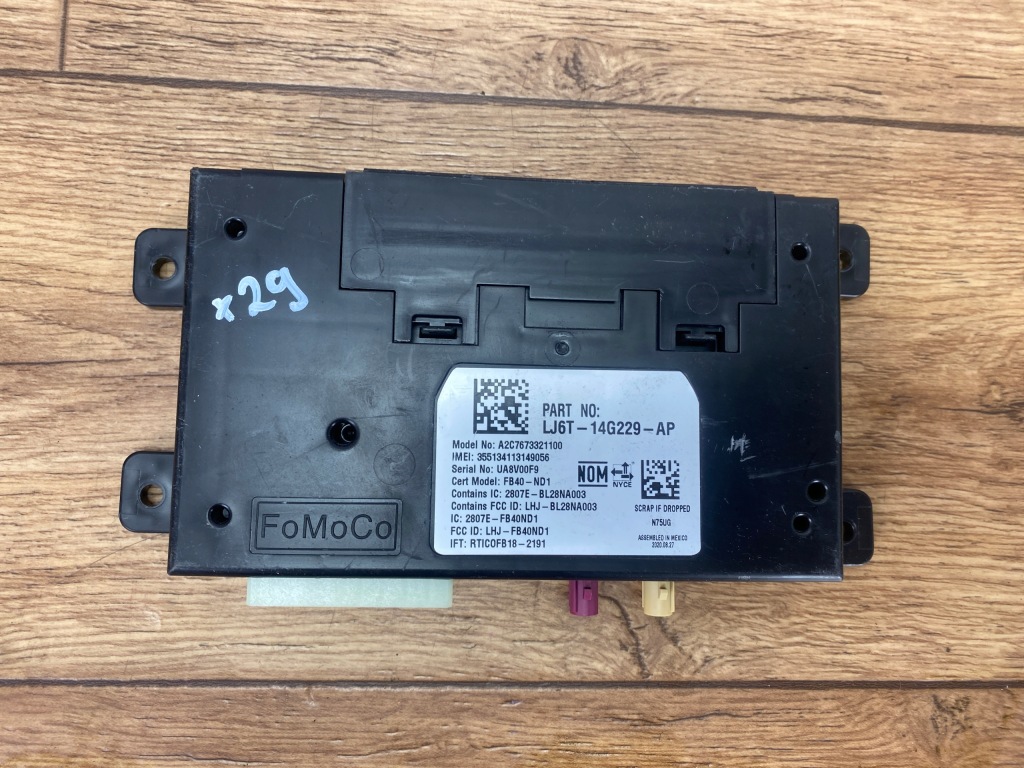 x29
PART NO:
LJ6T-14G229-AP
Model No: A2C7673321100
IMEI: 355134113149056
Serial No: UA8V00F9
Cert Model: FB40-ND1
Contains IC: 2807E-BL28NA003
Contains FCC ID: LHJ-BL28NA003
IC: 2807E-FB40ND1
FCC ID: LHJ-FB40ND1
IFT: RTICOFB18-2191
NOM
NYCE
SCRAP IF DROPPED
N75JG
ASSEMBLED IN MEXICO
2020.08.27
FoMoCo